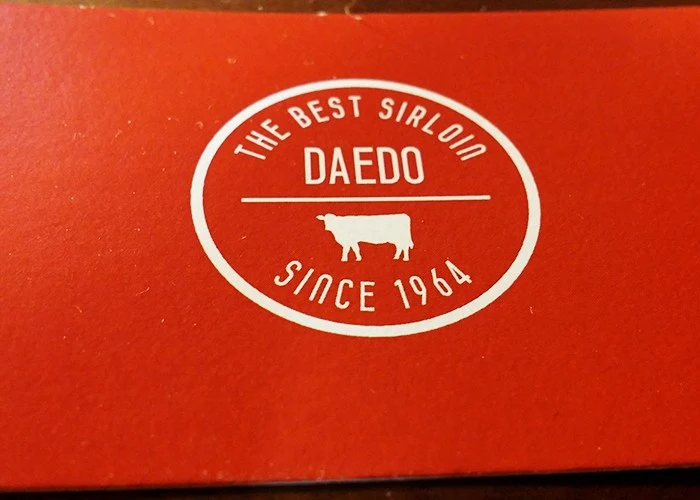 THE BEST SIRLOIN
DAEDO
SINCE 1964